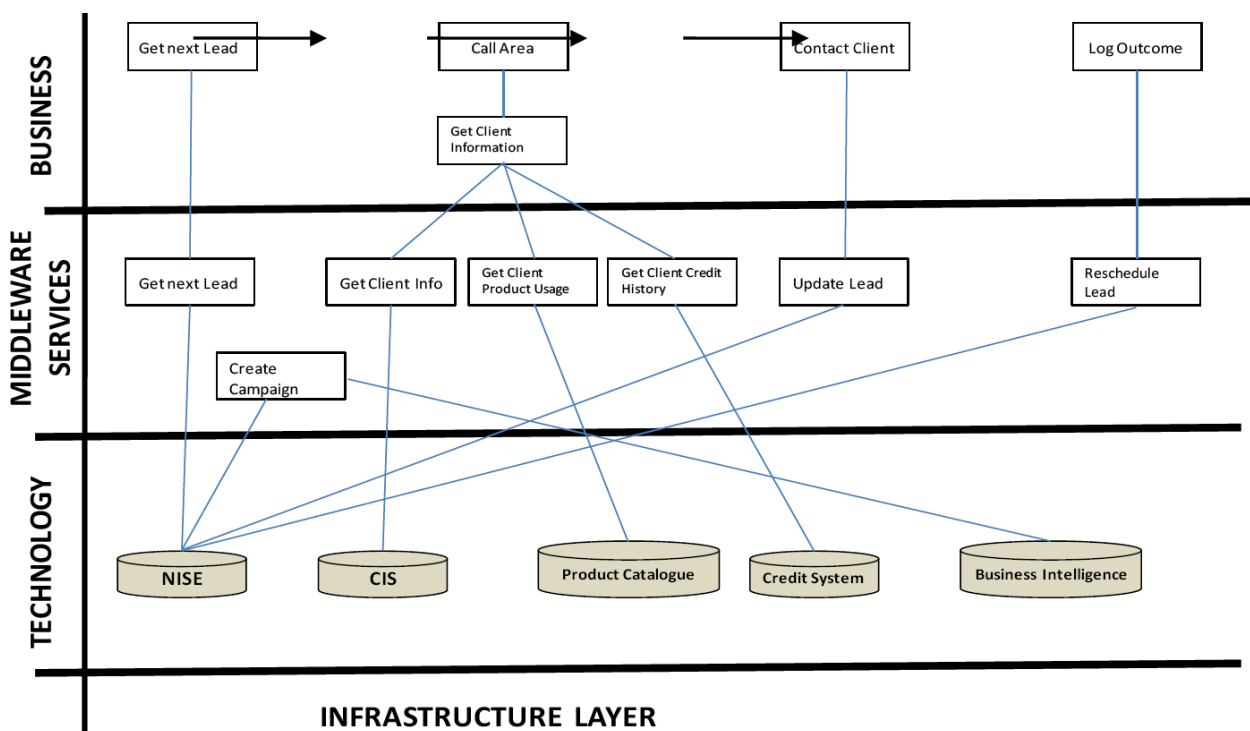 BUSINESS
Get next Lead
Call Area
Contact Client
Log Outcome
Get Client
Information
MIDDLEWARE
SERVICES
Get next Lead
Get Client Info
Get Client
Product Usage
Get Client Credit
History
Update Lead
Reschedule
Lead
Create
Campaign
TECHNOLOGY
NISE
CIS
Product Catalogue
Credit System
Business Intelligence
INFRASTRUCTURE LAYER